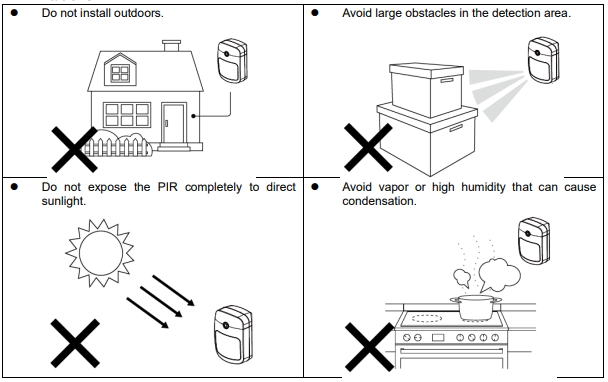 ● Do not install outdoors.
● Avoid large obstacles in the detection area.
● Do not expose the PIR completely to direct
sunlight.
● Avoid vapor or high humidity that can cause
condensation.